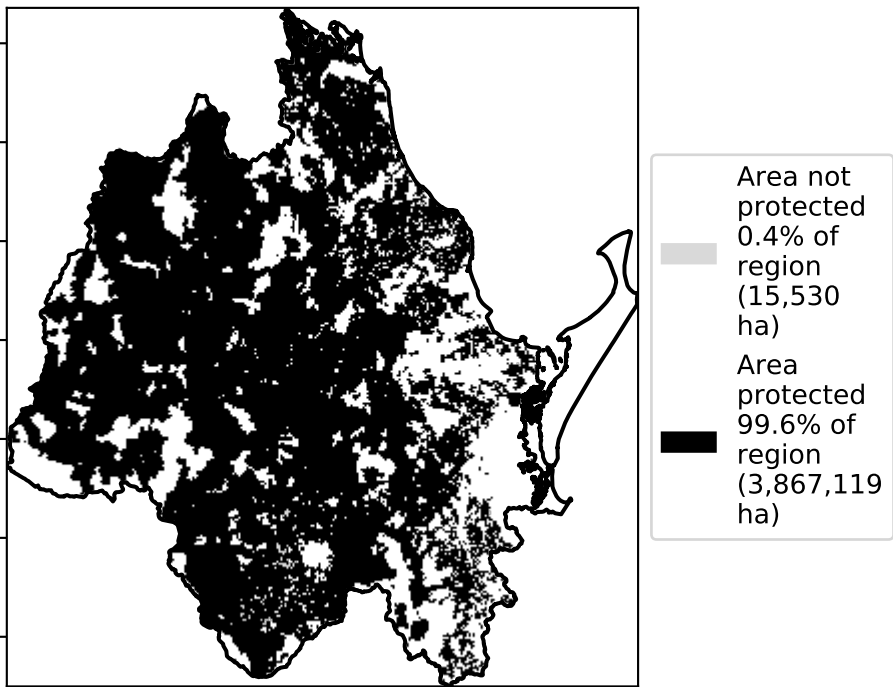 Area not
protected
0.4% of
region
(15,530
ha)
Area
protected
99.6% of
region
(3,867,119
ha)